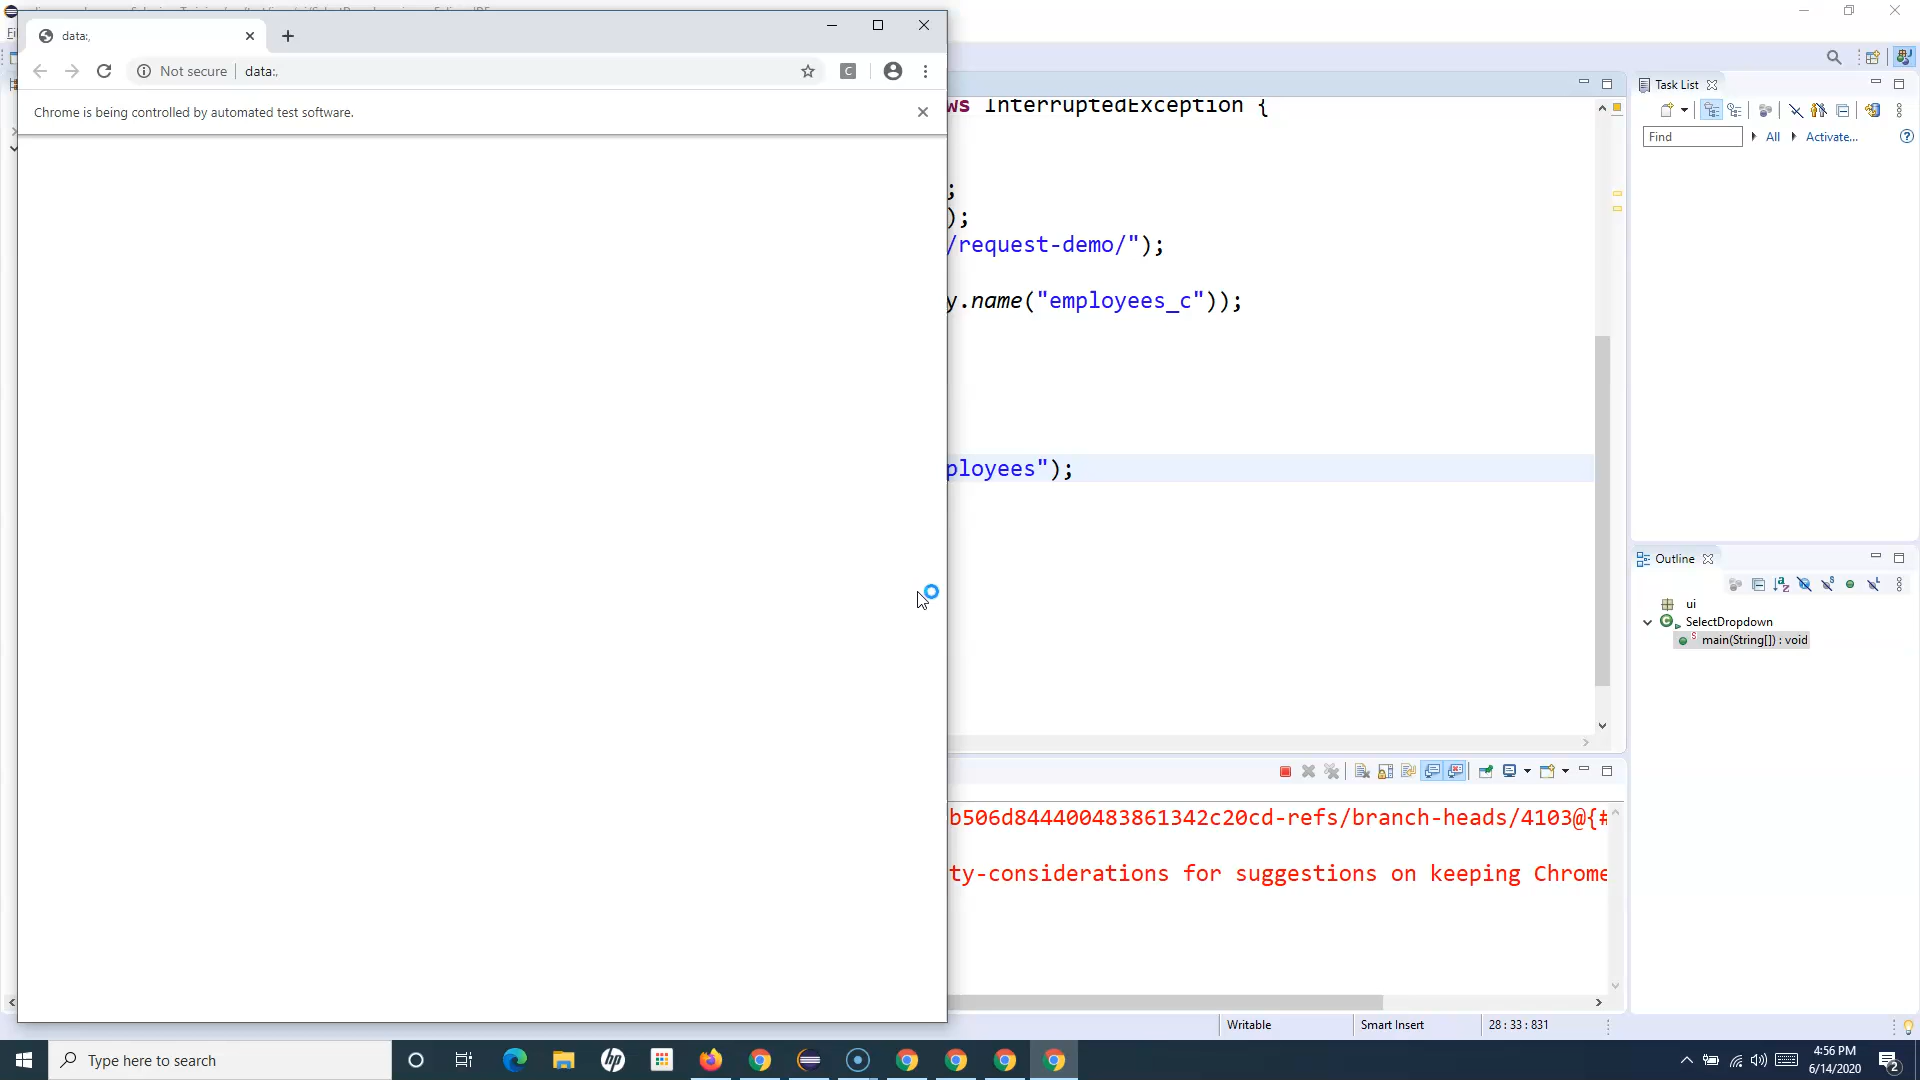 data:,
Not secure
data:,
Chrome is being controlled by automated test software.
ws InterruptedException {
;
);
/request-demo/");
y.name("employees_c"));
ployees");
b506d844400483861342c20cd-refs/branch-heads/4103@{#
ty-considerations for suggestions on keeping Chrome
Writable
Smart Insert
28 : 33 : 831
Task List
Find
All
Activate...
Outline
ui
SelectDropdown
main(String[]) : void
Type here to search
4:56 PM
6/14/2020
2